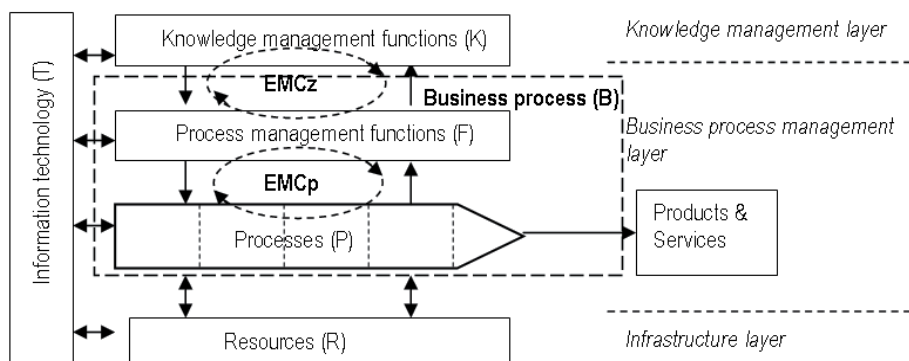 Knowledge management functions (K)
Knowledge management layer
EMCz
Business process (B)
Information technology (T)
Process management functions (F)
Business process management
layer
EMCp
Processes (P)
Products &
Services
Resources (R)
Infrastructure layer